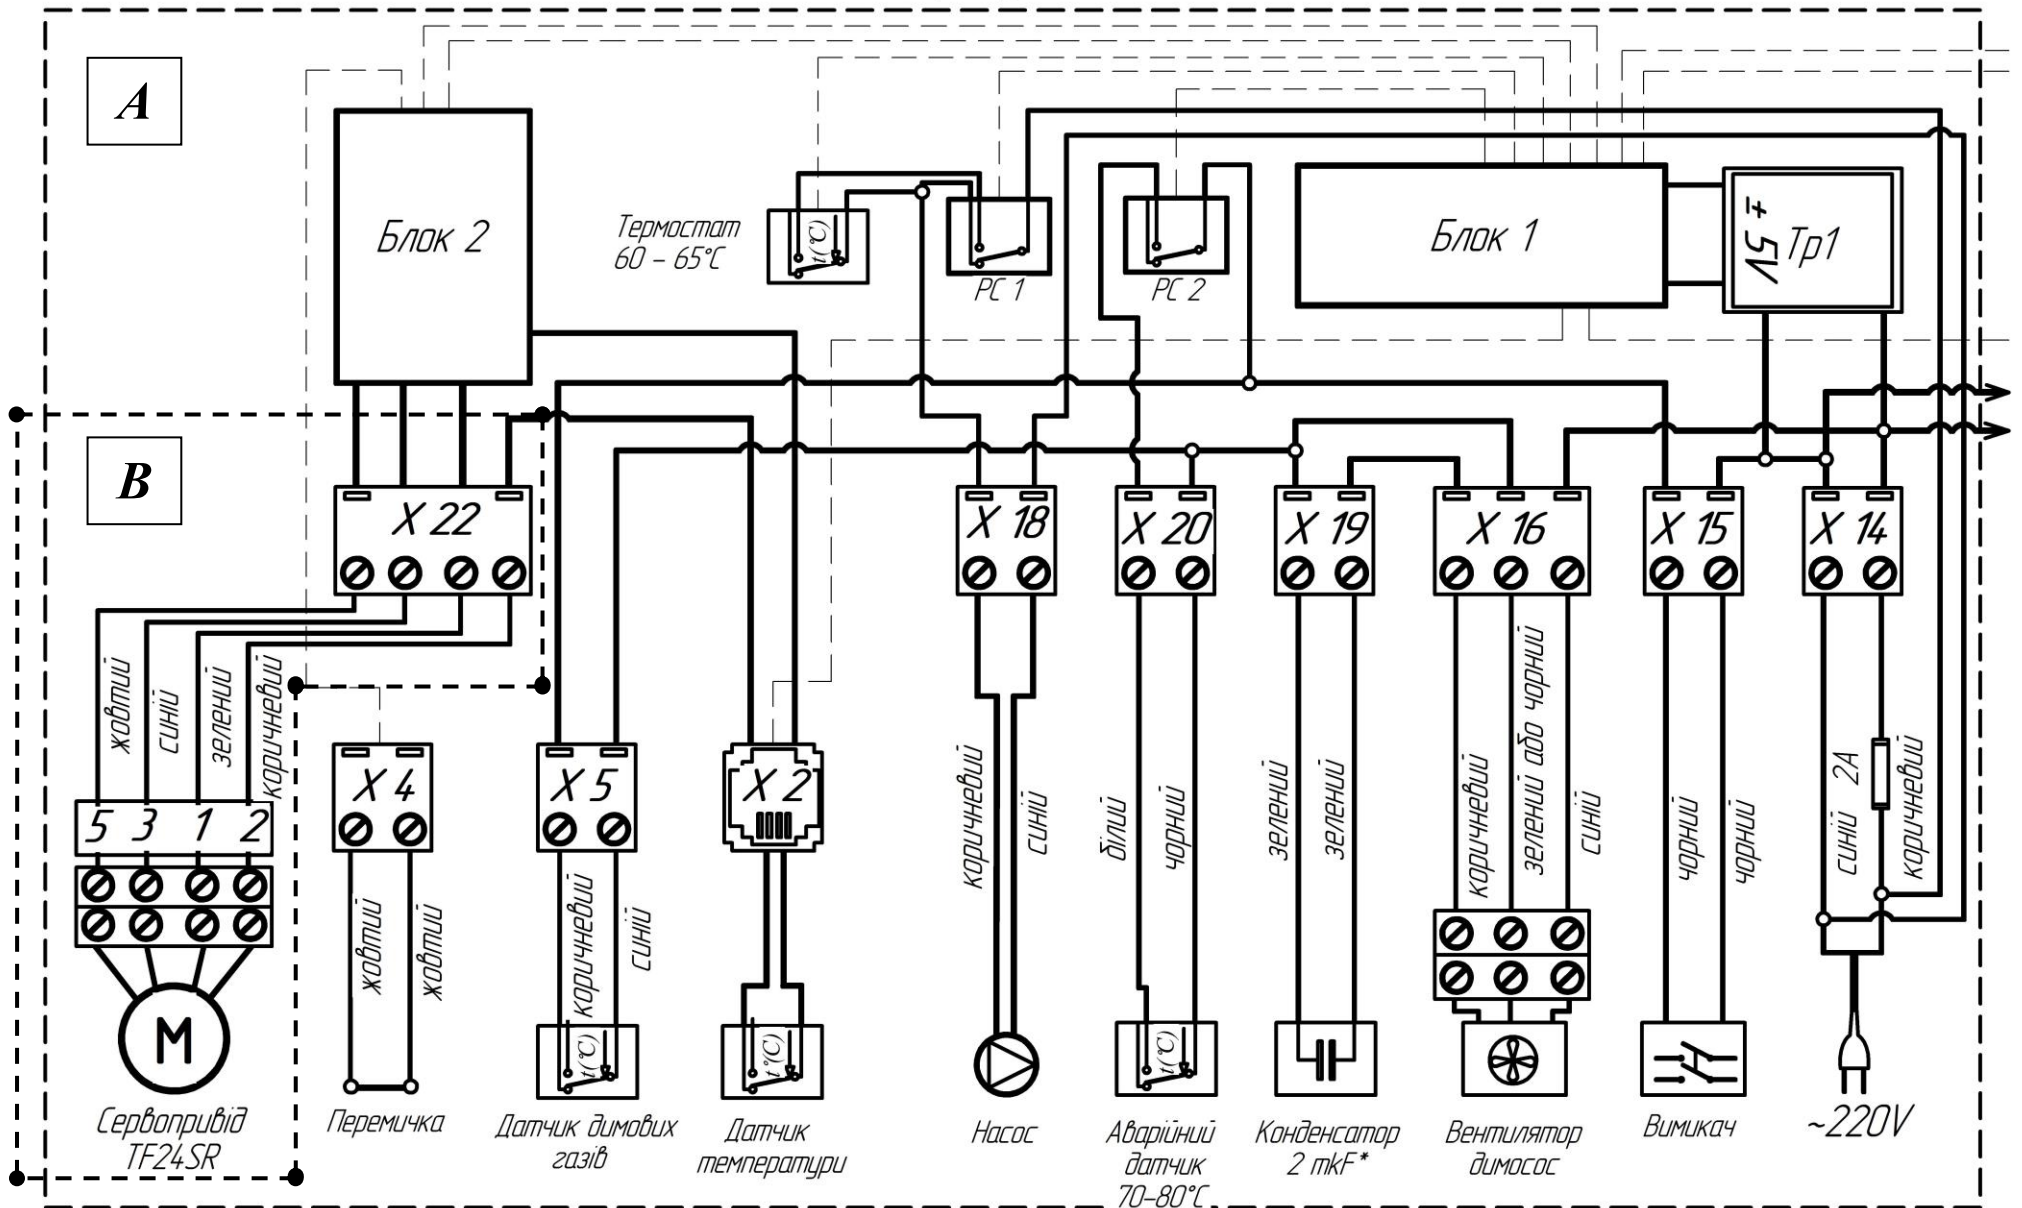 A
Блок 2
Термостат
60 – 65°C
t(°C)
PC 1
PC 2
Блок 1
± 5V
Тр1
B
X 22
X 18
X 20
X 19
X 16
X 15
X 14
жовтий
синій
зелений
коричневий
5 3 1 2
X 4
X 5
X 2
жовтий
жовтий
коричневий
синій
коричневий
синій
білий
чорний
зелений
зелений
коричневий
зелений або чорний
синій
чорний
чорний
синій
2A
коричневий
M
t(°C)
t°(C)
t(°C)
Сервопривід
TF24SR
Перемичка
Датчик димових
газів
Датчик
температури
Насос
Аварійний
датчик
70-80°C
Конденсатор
2 mkF*
Вентилятор
димосос
Вимикач
~220V